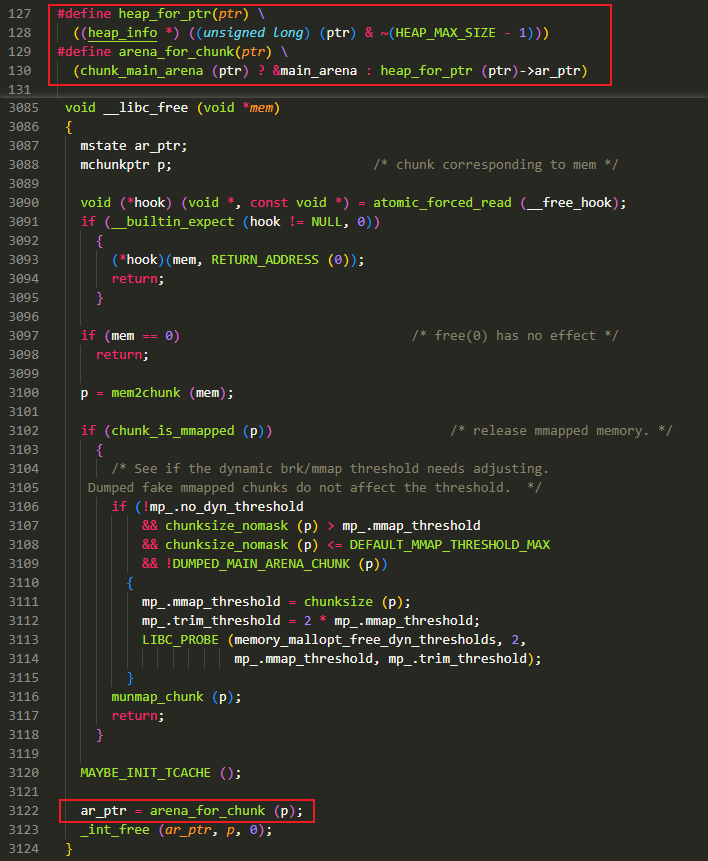 127 #define heap_for_ptr(ptr) \
128   ((heap_info *) ((unsigned long) (ptr) & ~(HEAP_MAX_SIZE - 1)))
129 #define arena_for_chunk(ptr) \
130   (chunk_main_arena (ptr) ? &main_arena : heap_for_ptr (ptr)->ar_ptr)
131
3085 void __libc_free (void *mem)
3086 {
3087   mstate ar_ptr;
3088   mchunkptr p;                          /* chunk corresponding to mem */
3089
3090   void (*hook) (void *, const void *) = atomic_forced_read (__free_hook);
3091   if (__builtin_expect (hook != NULL, 0))
3092     {
3093       (*hook)(mem, RETURN_ADDRESS (0));
3094       return;
3095     }
3096
3097   if (mem == 0)                              /* free(0) has no effect */
3098     return;
3099
3100   p = mem2chunk (mem);
3101
3102   if (chunk_is_mmapped (p))                       /* release mmapped memory. */
3103     {
3104       /* See if the dynamic brk/mmap threshold needs adjusting.
3105    Dumped fake mmapped chunks do not affect the threshold.  */
3106       if (!mp_.no_dyn_threshold
3107           && chunksize_nomask (p) > mp_.mmap_threshold
3108           && chunksize_nomask (p) <= DEFAULT_MMAP_THRESHOLD_MAX
3109           && !DUMPED_MAIN_ARENA_CHUNK (p))
3110         {
3111           mp_.mmap_threshold = chunksize (p);
3112           mp_.trim_threshold = 2 * mp_.mmap_threshold;
3113           LIBC_PROBE (memory_mallopt_free_dyn_thresholds, 2,
3114                       mp_.mmap_threshold, mp_.trim_threshold);
3115         }
3116       munmap_chunk (p);
3117       return;
3118     }
3119
3120   MAYBE_INIT_TCACHE ();
3121
3122   ar_ptr = arena_for_chunk (p);
3123   _int_free (ar_ptr, p, 0);
3124 }